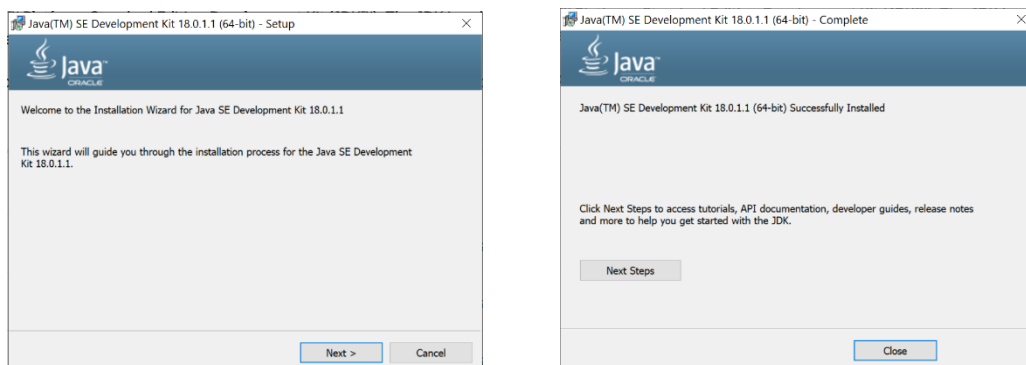 Java(TM) SE Development Kit 18.0.1.1 (64-bit) - Setup
Java
ORACLE
Welcome to the Installation Wizard for Java SE Development Kit 18.0.1.1
This wizard will guide you through the installation process for the Java SE Development
Kit 18.0.1.1.
Next >
Cancel
Java(TM) SE Development Kit 18.0.1.1 (64-bit) - Complete
Java
ORACLE
Java(TM) SE Development Kit 18.0.1.1 (64-bit) Successfully Installed
Click Next Steps to access tutorials, API documentation, developer guides, release notes
and more to help you get started with the JDK.
Next Steps
Close